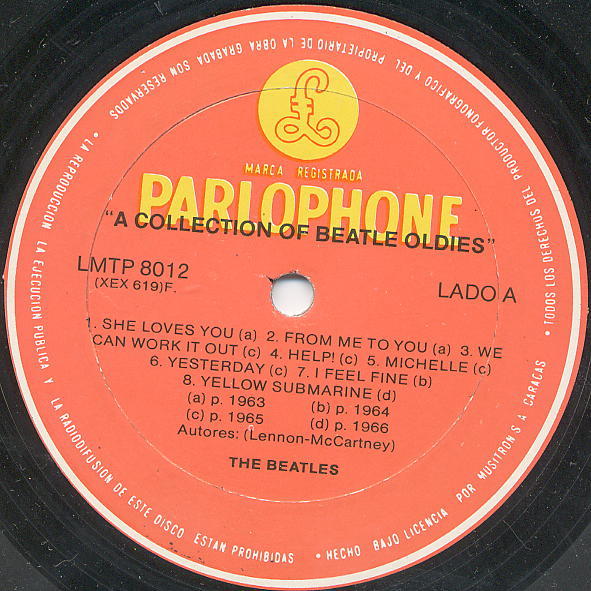 MARCA REGISTRADA
PARLOPHONE
"A COLLECTION OF BEATLE OLDIES"
LMTP 8012
(XEX 619)F.
LADO A
1. SHE LOVES YOU (a) 2. FROM ME TO YOU (a) 3. WE
CAN WORK IT OUT (c) 4. HELP! (c) 5. MICHELLE (c)
6. YESTERDAY (c) 7. I FEEL FINE (b)
8. YELLOW SUBMARINE (d)
(a) p. 1963 (b) p. 1964
(c) p. 1965 (d) p. 1966
Autores: (Lennon-McCartney)
THE BEATLES
• TODOS LOS DERECHOS DEL PRODUCTOR FONOGRAFICO Y DEL PROPIETARIO DE LA OBRA GRABADA SON RESERVADOS • LA REPRODUCCION LA EJECUCION PUBLICA Y LA RADIODIFUSION DE ESTE DISCO ESTAN PROHIBIDAS • HECHO BAJO LICENCIA POR MUSITRON S A CARACAS